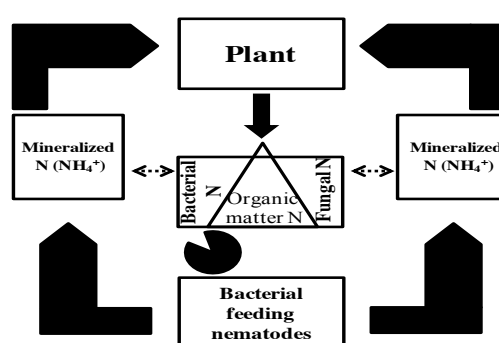 Plant
Mineralized
N (NH₄⁺)
Mineralized
N (NH₄⁺)
Bacterial
N
Organic
matter N
Fungal N
Bacterial
feeding
nematodes